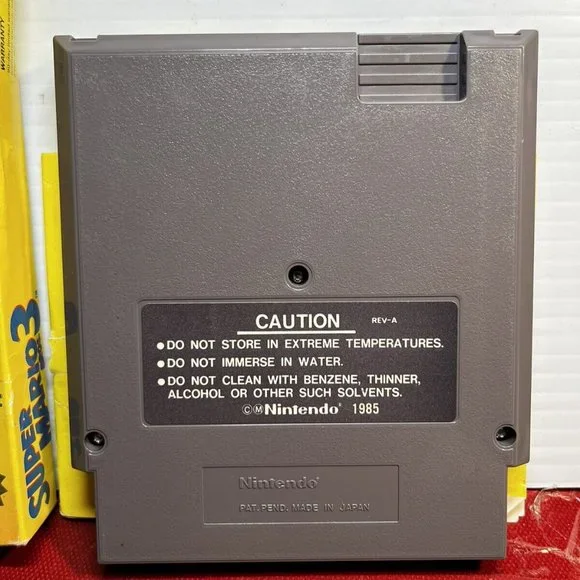 WARRANTY
SUPER
MARIO
3
CAUTION REV-A
●DO NOT STORE IN EXTREME TEMPERATURES.
●DO NOT IMMERSE IN WATER.
●DO NOT CLEAN WITH BENZENE, THINNER,
ALCOHOL OR OTHER SUCH SOLVENTS.
©ⓂNintendo® 1985
Nintendo®
PAT. PEND. MADE IN JAPAN